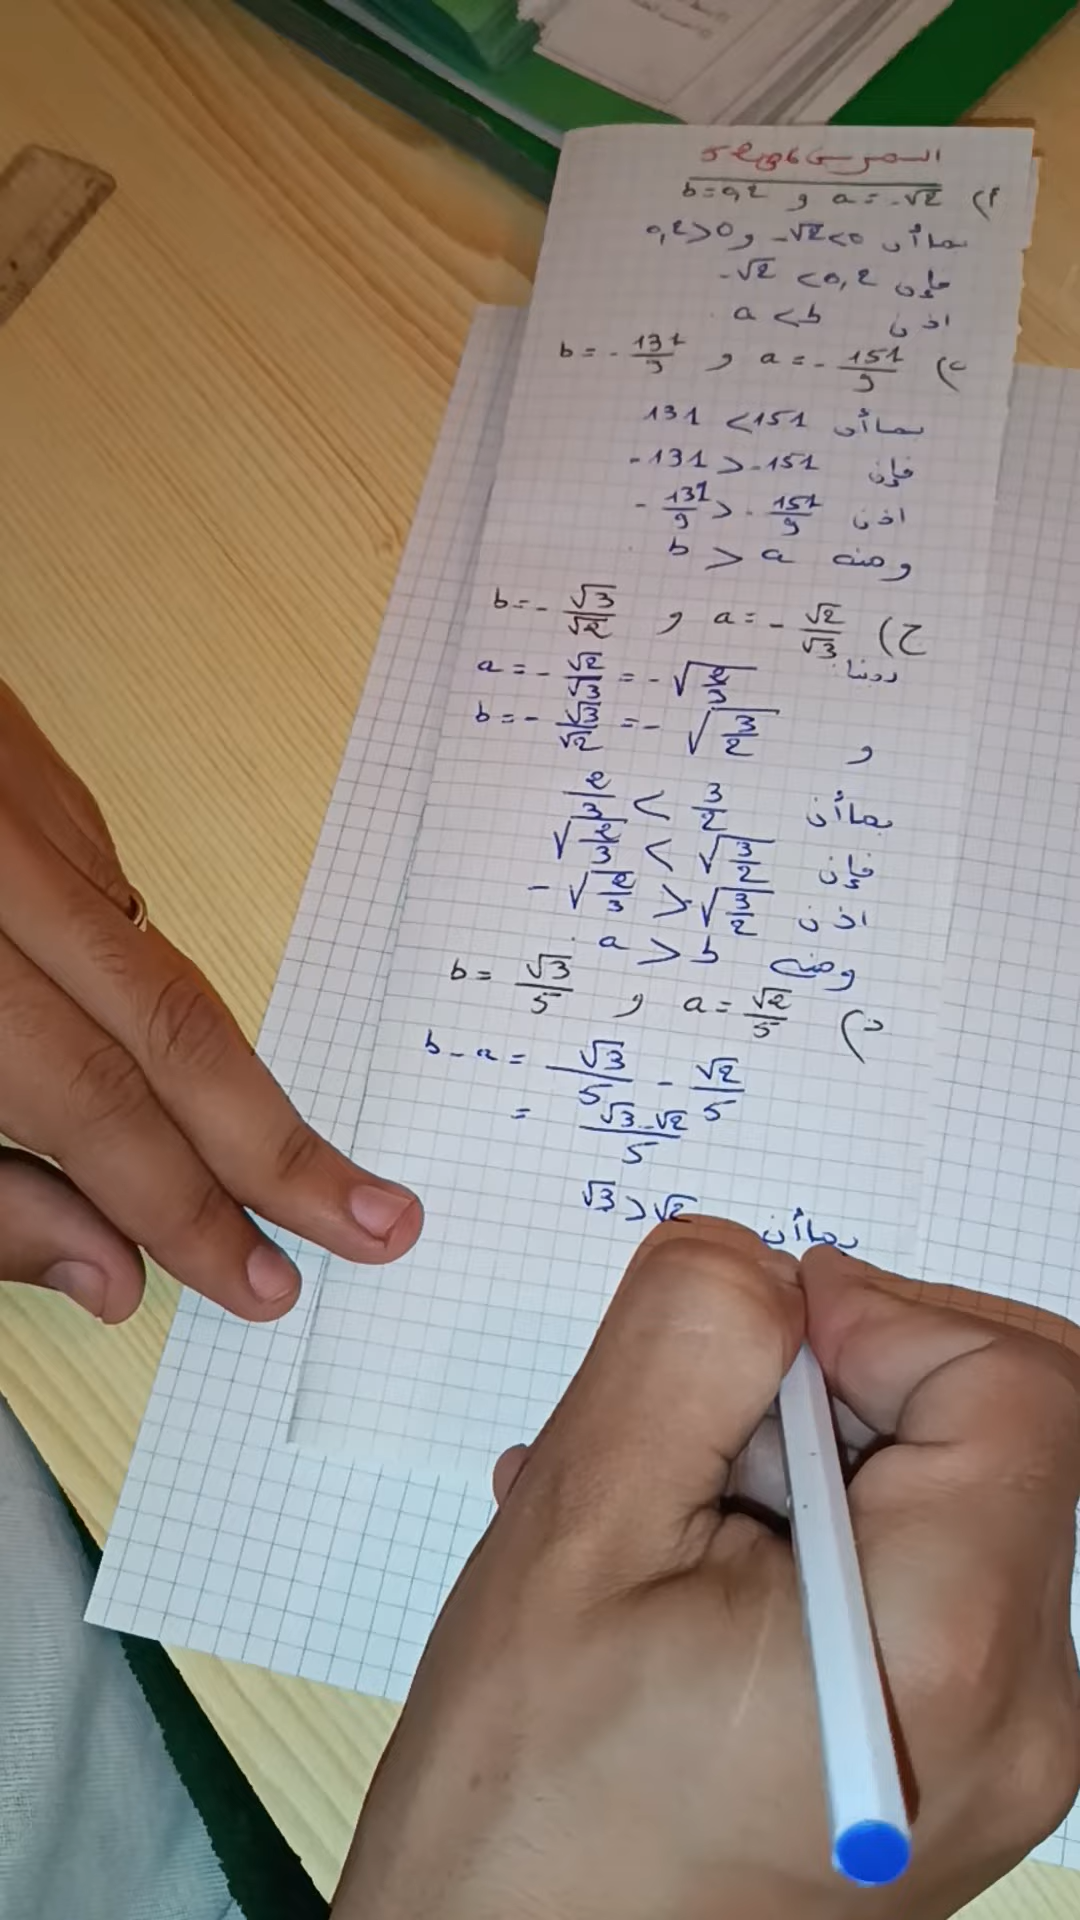 أ) a = -√2 و b = 0,2
بما أن -√2 < 0 و 0,2 > 0
فإن -√2 < 0,2
اذن a < b
ب) a = -151/9 و b = -131/9
بما أن 131 < 151
فإن -131 > -151
اذن -131/9 > -151/9
ومنه b > a
ج) a = -√2/√3 و b = -√3/√2
لدينا: a = -√2/√3 = -√(2/3)
و b = -√3/√2 = -√(3/2)
بما أن 2/3 < 3/2
فإن √(2/3) < √(3/2)
اذن -√(2/3) > -√(3/2)
ومنه a > b
د) a = √2/5 و b = √3/5
b - a = √3/5 - √2/5
= √3-√2/5
بما أن √3 > √2